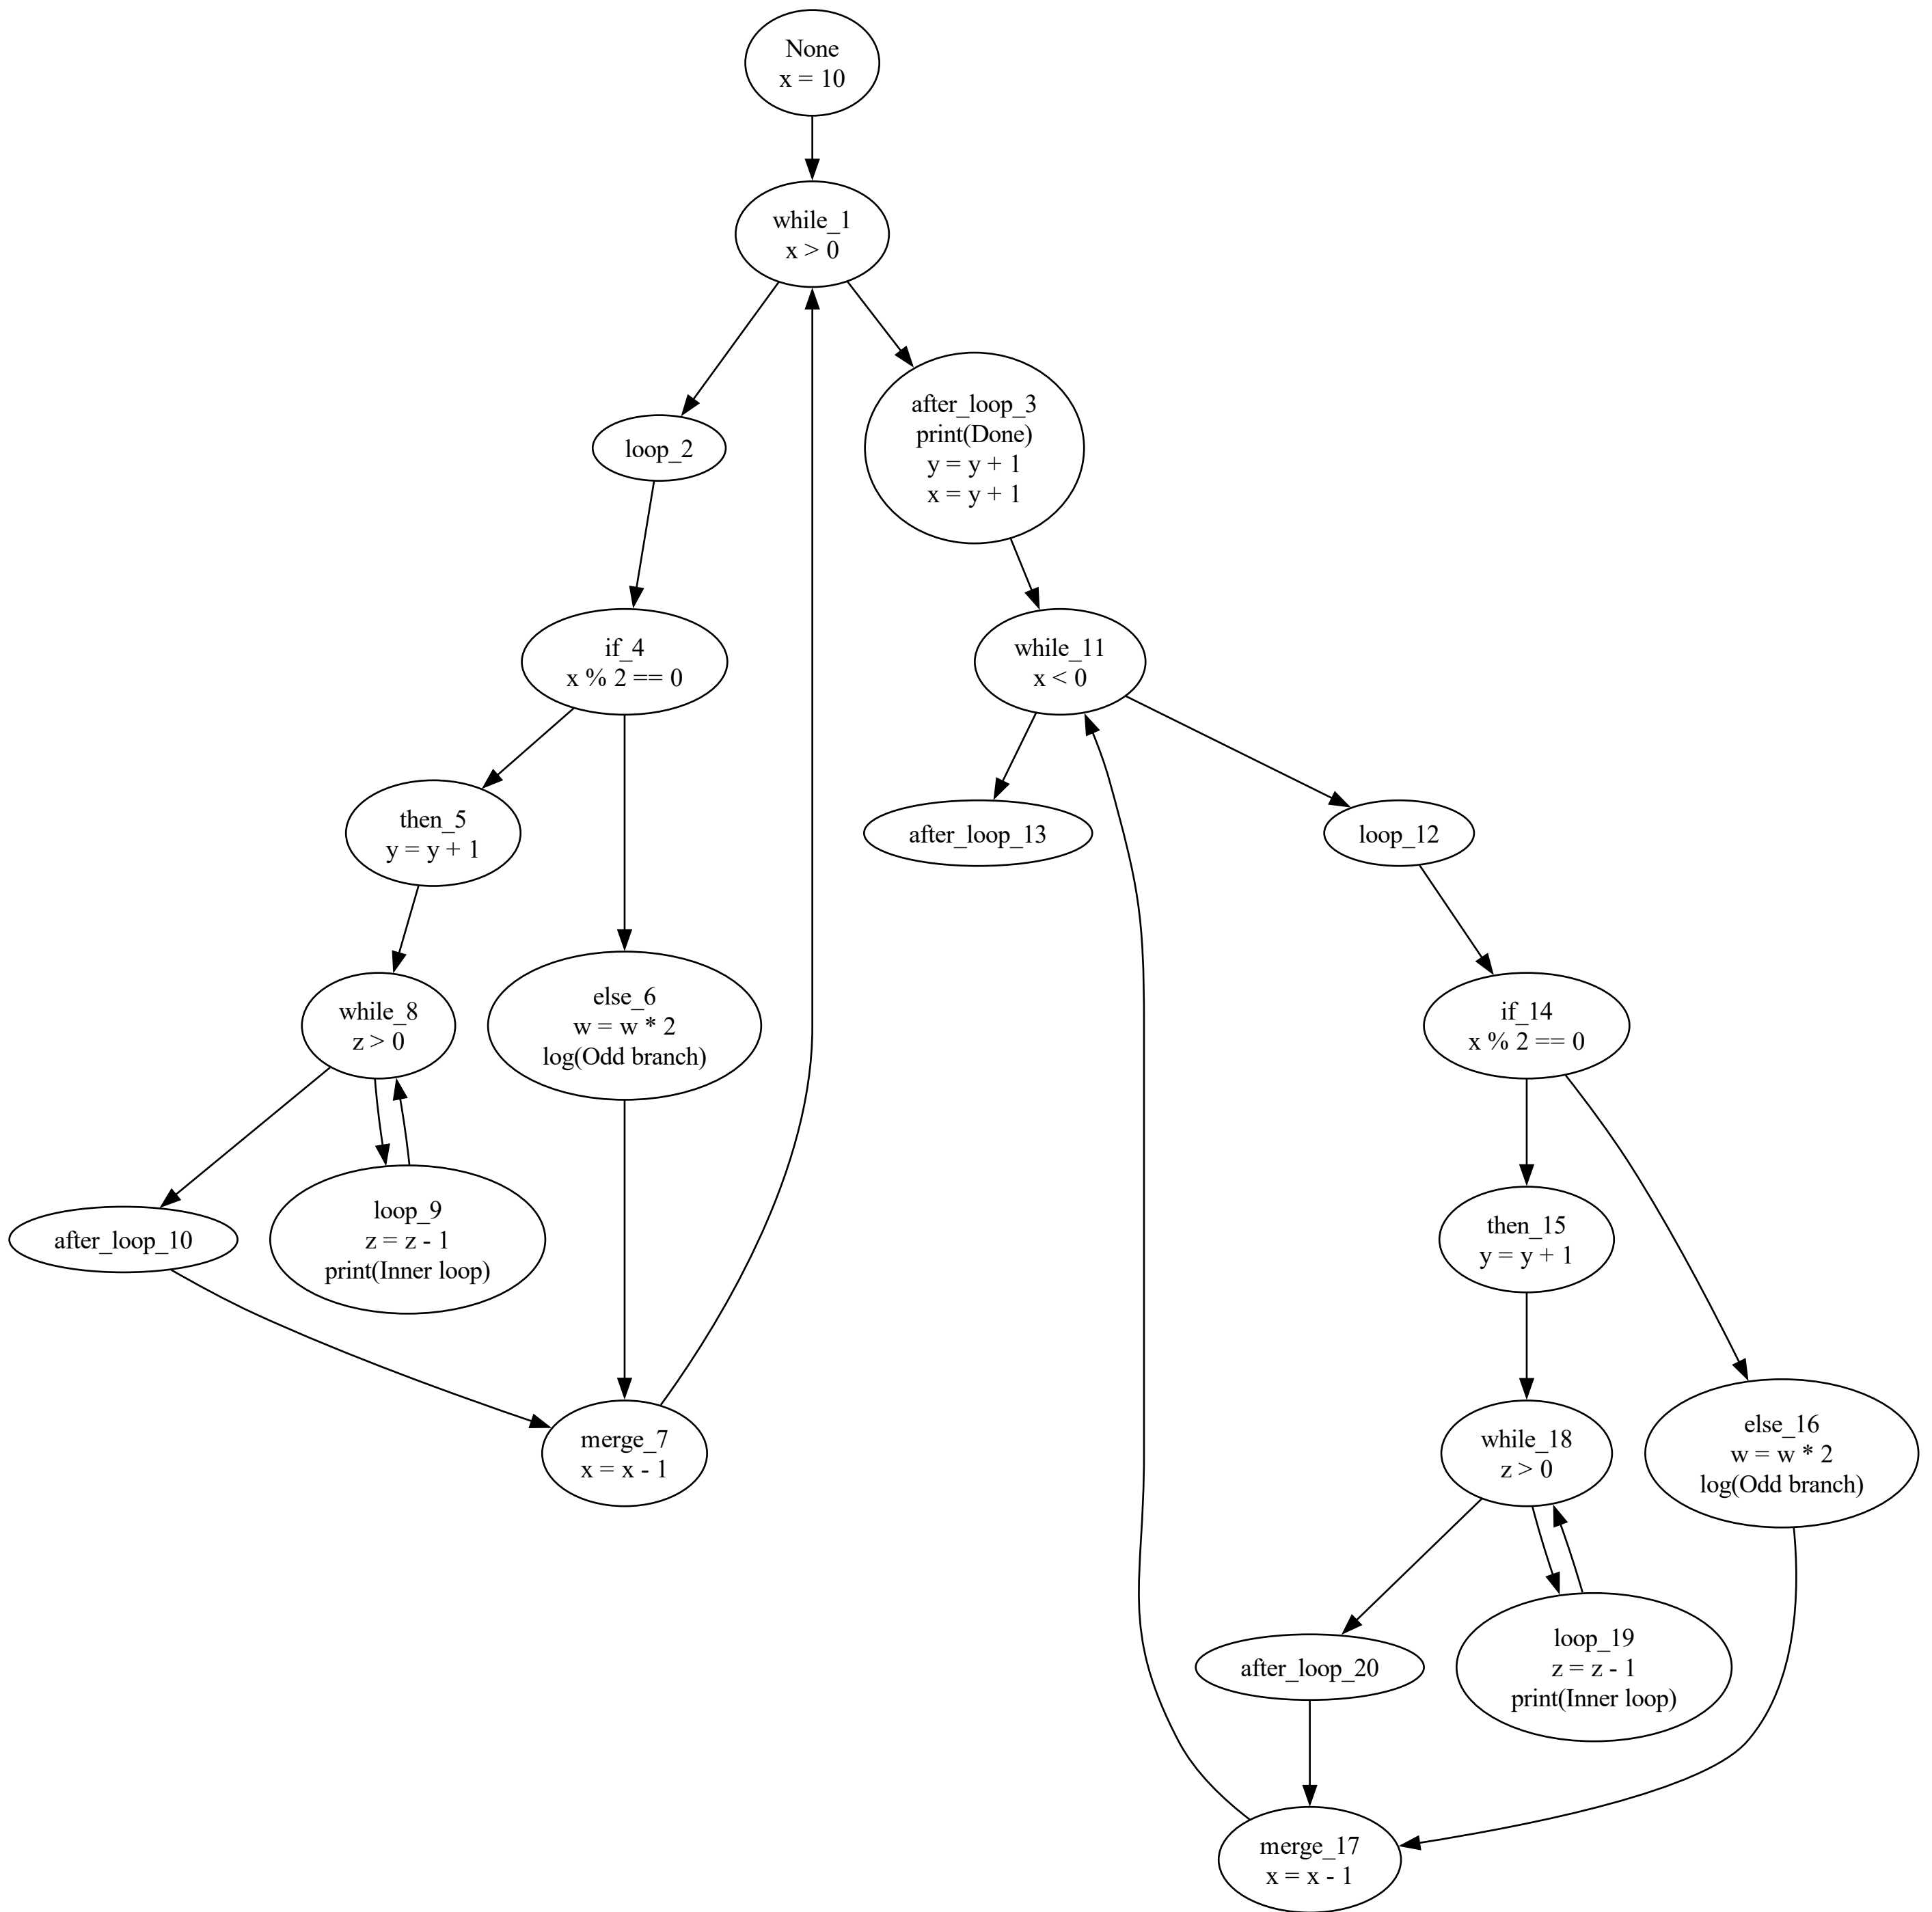 None
x = 10
while_1
x > 0
loop_2
after_loop_3
print(Done)
y = y + 1
x = y + 1
if_4
x % 2 == 0
while_11
x < 0
then_5
y = y + 1
after_loop_13
loop_12
while_8
z > 0
else_6
w = w * 2
log(Odd branch)
if_14
x % 2 == 0
after_loop_10
loop_9
z = z - 1
print(Inner loop)
then_15
y = y + 1
merge_7
x = x - 1
while_18
z > 0
else_16
w = w * 2
log(Odd branch)
after_loop_20
loop_19
z = z - 1
print(Inner loop)
merge_17
x = x - 1